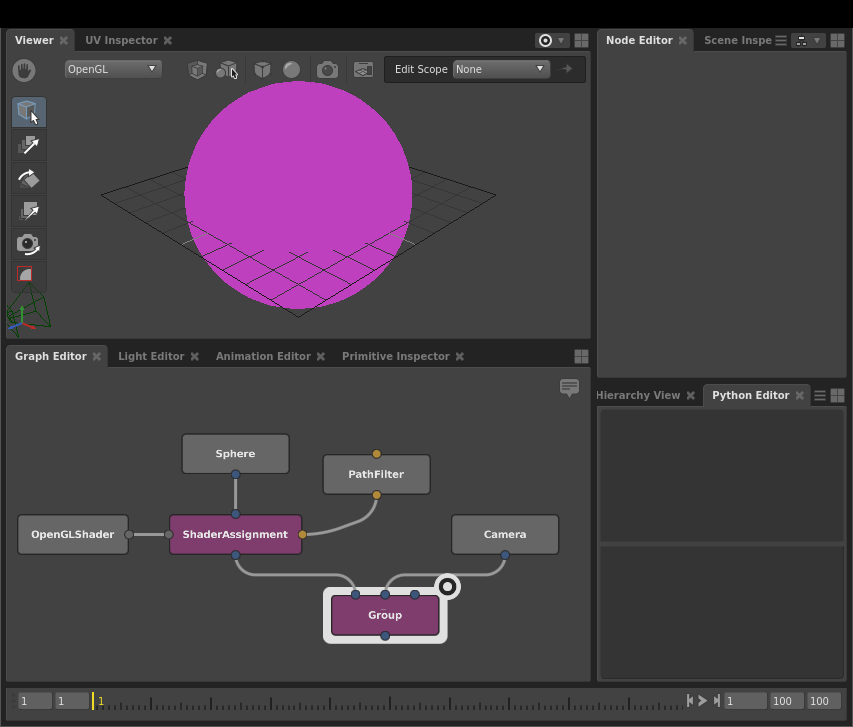 Viewer
UV Inspector
Node Editor
Scene Inspe
OpenGL
Edit Scope
None
Graph Editor
Light Editor
Animation Editor
Primitive Inspector
Hierarchy View
Python Editor
Sphere
PathFilter
OpenGLShader
ShaderAssignment
Camera
Group
1
1
1
1
100
100